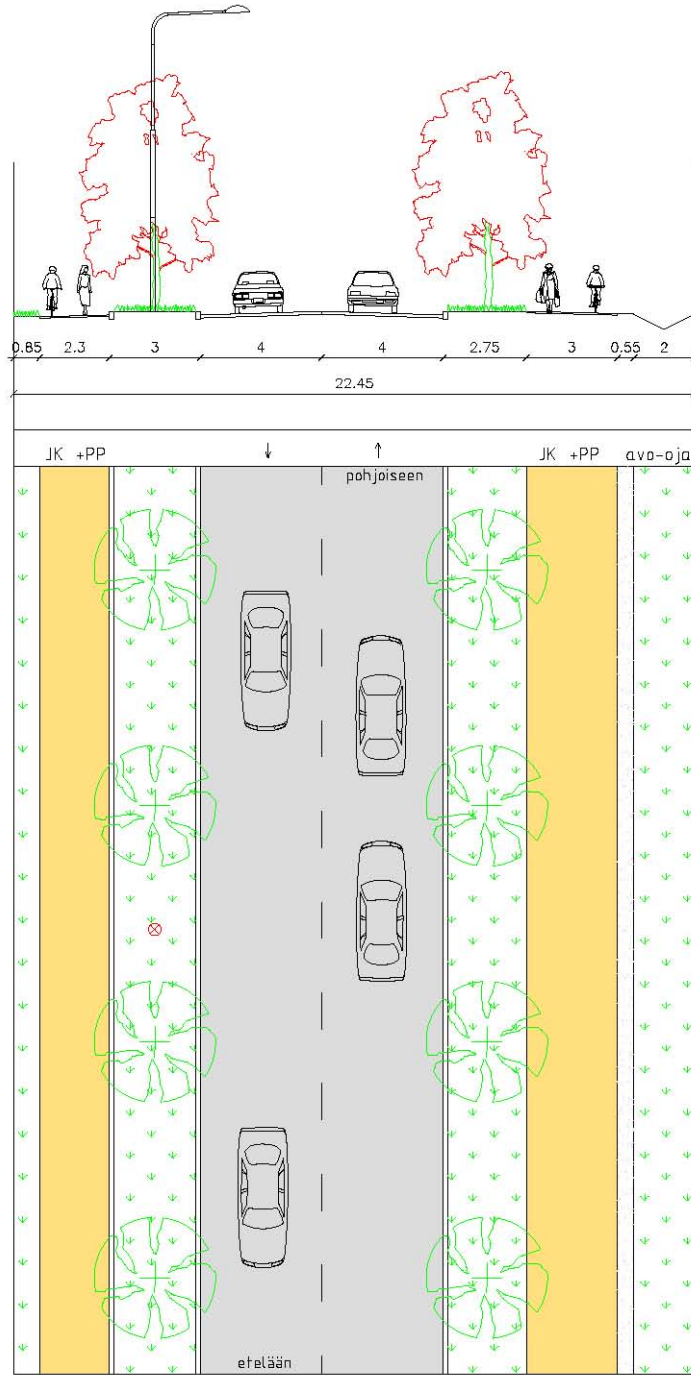 0.85 2.3 3 4 4 2.75 3 0.55 2
22.45
JK +PP ↓ ↑ JK +PP avo-oja
pohjoiseen
etelään